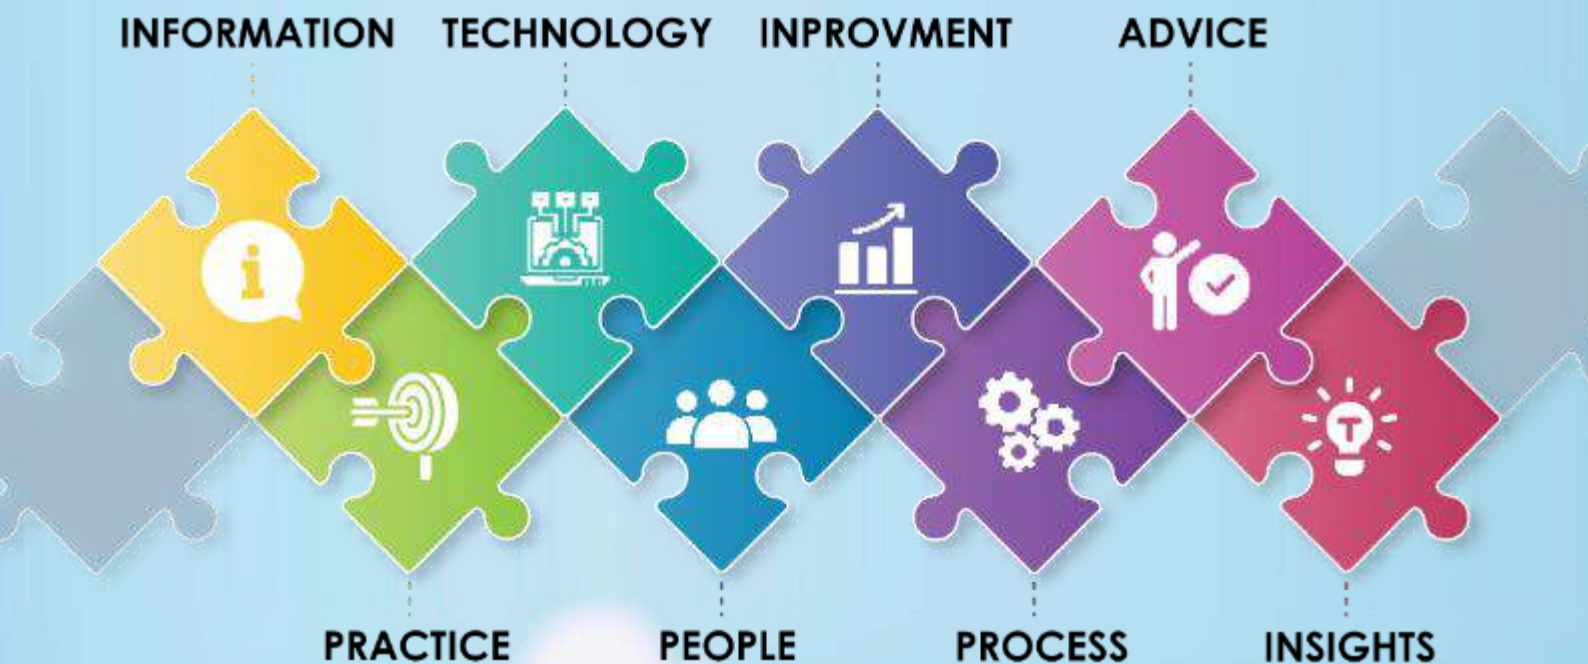 INFORMATION TECHNOLOGY INPROVMENT ADVICE
i
T
PRACTICE PEOPLE PROCESS INSIGHTS